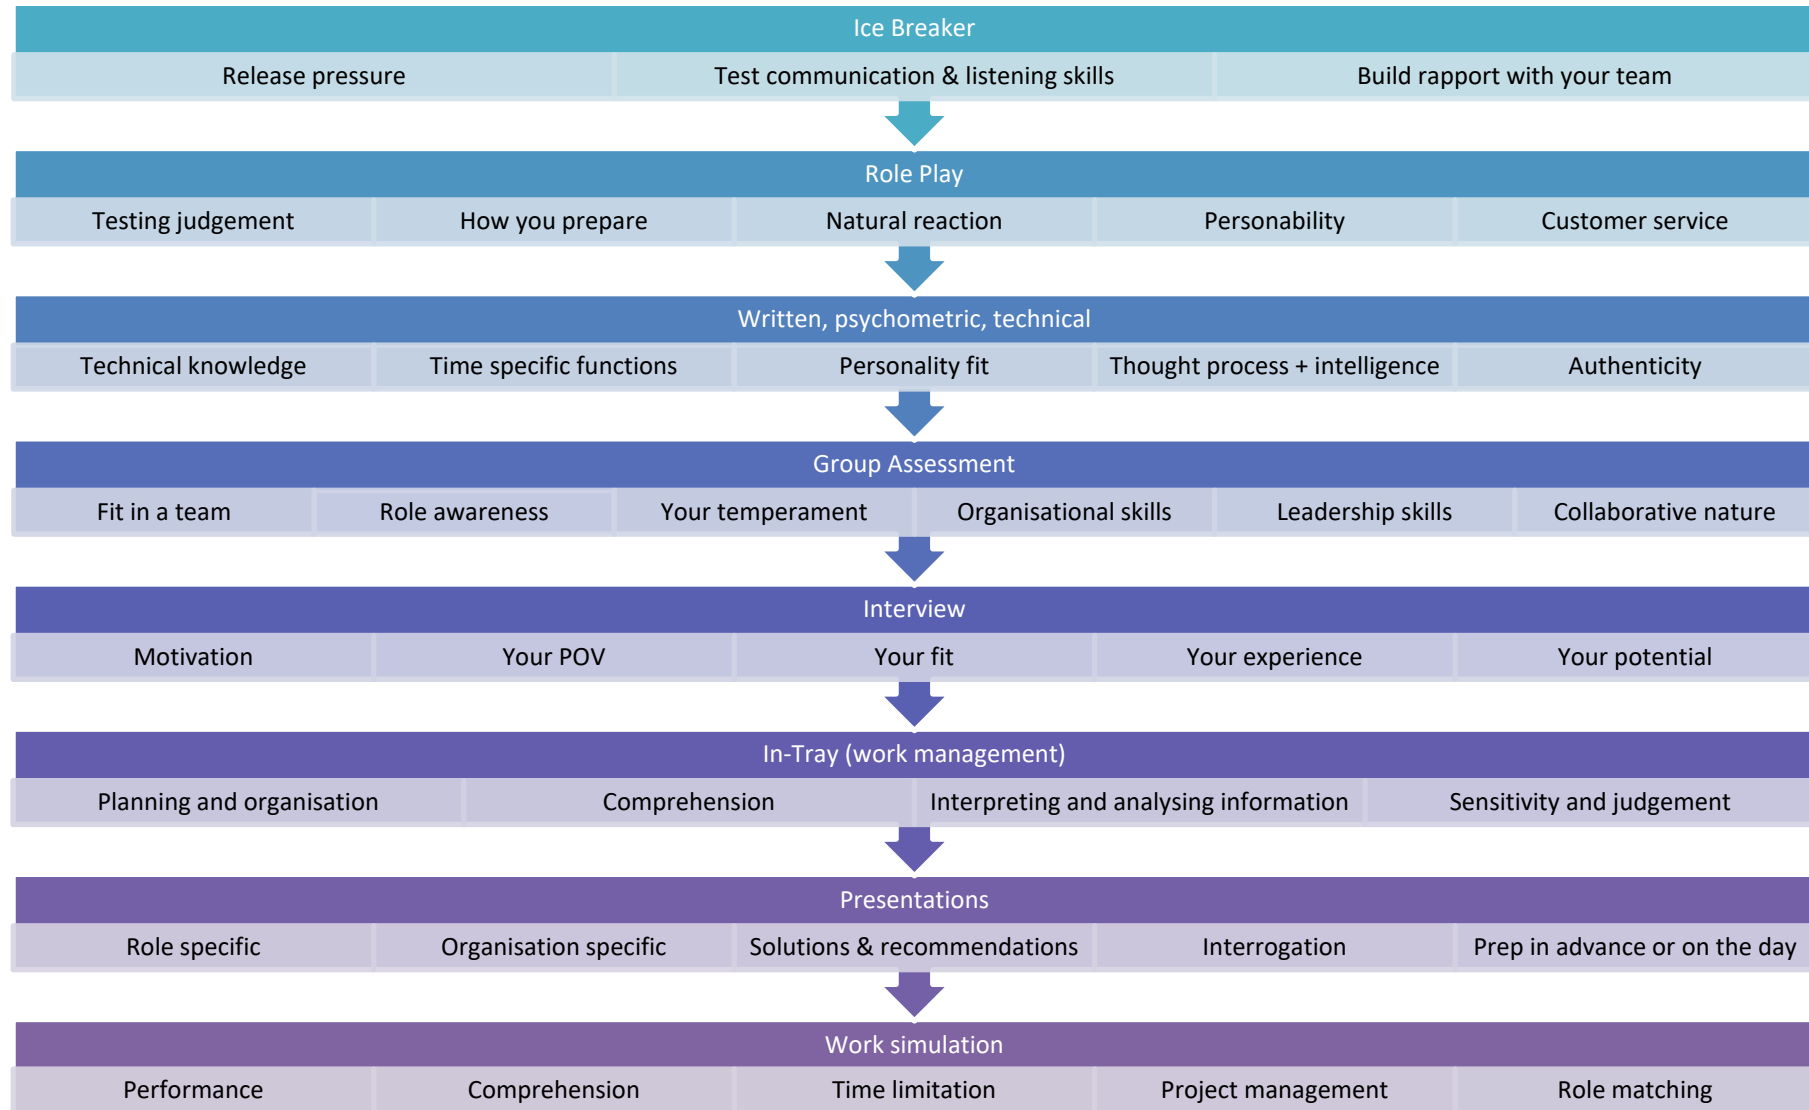 Ice Breaker
Release pressure
Test communication & listening skills
Build rapport with your team
Role Play
Testing judgement
How you prepare
Natural reaction
Personability
Customer service
Written, psychometric, technical
Technical knowledge
Time specific functions
Personality fit
Thought process + intelligence
Authenticity
Group Assessment
Fit in a team
Role awareness
Your temperament
Organisational skills
Leadership skills
Collaborative nature
Interview
Motivation
Your POV
Your fit
Your experience
Your potential
In-Tray (work management)
Planning and organisation
Comprehension
Interpreting and analysing information
Sensitivity and judgement
Presentations
Role specific
Organisation specific
Solutions & recommendations
Interrogation
Prep in advance or on the day
Work simulation
Performance
Comprehension
Time limitation
Project management
Role matching